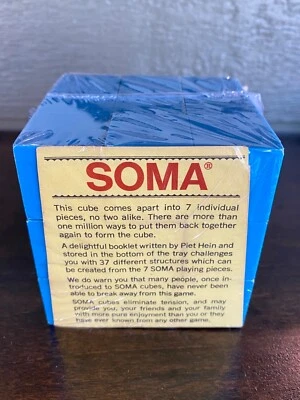 SOMA®
This cube comes apart into 7 individual
pieces, no two alike. There are more than
one million ways to put them back together
again to form the cube.
A delightful booklet written by Piet Hein and
stored in the bottom of the tray challenges
you with 37 different structures which can
be created from the 7 SOMA playing pieces.
We do warn you that many people, once in-
troduced to SOMA cubes, have never been
able to break away from this game.
SOMA cubes eliminate tension, and may
provide you, your friends and your family
with more pure enjoyment than you or they
have ever known from any other game.